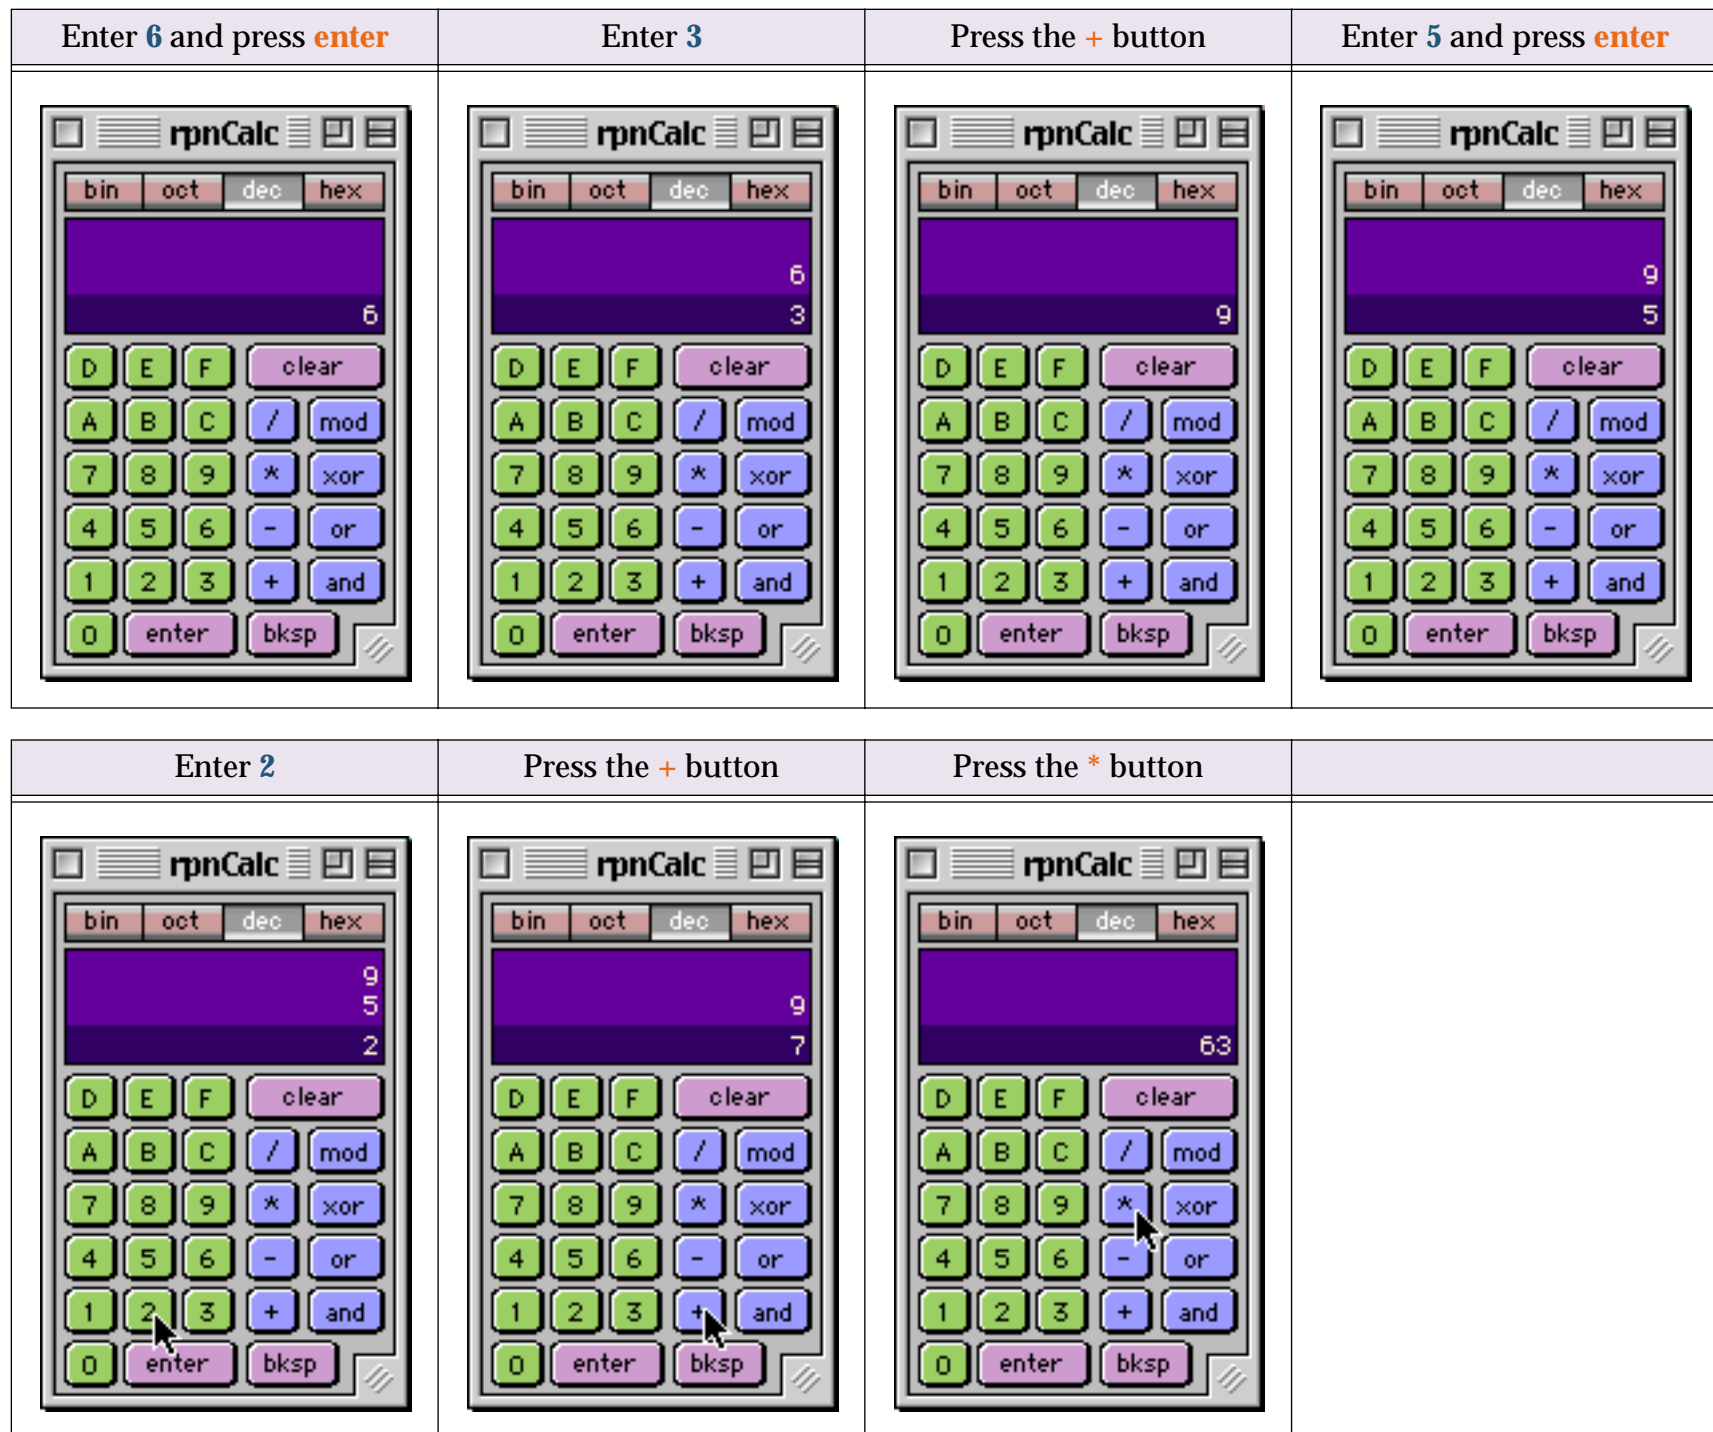 Enter 6 and press enter
Enter 3
Press the + button
Enter 5 and press enter
rpnCalc
bin oct dec hex
6
D E F clear
A B C / mod
7 8 9 * xor
4 5 6 - or
1 2 3 + and
0 enter bksp
rpnCalc
bin oct dec hex
6
3
D E F clear
A B C / mod
7 8 9 * xor
4 5 6 - or
1 2 3 + and
0 enter bksp
rpnCalc
bin oct dec hex
9
D E F clear
A B C / mod
7 8 9 * xor
4 5 6 - or
1 2 3 + and
0 enter bksp
rpnCalc
bin oct dec hex
9
5
D E F clear
A B C / mod
7 8 9 * xor
4 5 6 - or
1 2 3 + and
0 enter bksp
Enter 2
Press the + button
Press the * button
rpnCalc
bin oct dec hex
9
5
2
D E F clear
A B C / mod
7 8 9 * xor
4 5 6 - or
1 2 3 + and
0 enter bksp
rpnCalc
bin oct dec hex
9
7
D E F clear
A B C / mod
7 8 9 * xor
4 5 6 - or
1 2 3 + and
0 enter bksp
rpnCalc
bin oct dec hex
63
D E F clear
A B C / mod
7 8 9 * xor
4 5 6 - or
1 2 3 + and
0 enter bksp